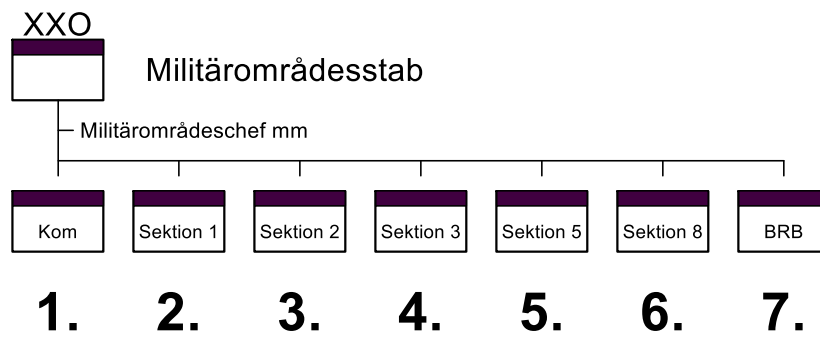 XXO
Militärområdesstab
Militärområdeschef mm
Kom Sektion 1 Sektion 2 Sektion 3 Sektion 5 Sektion 8 BRB
1. 2. 3. 4. 5. 6. 7.